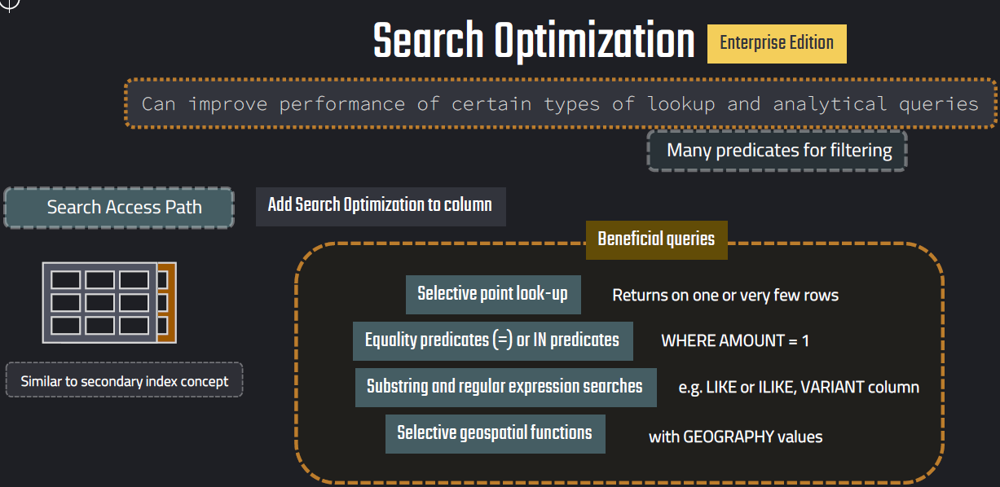 Search Optimization
Enterprise Edition
Can improve performance of certain types of lookup and analytical queries
Many predicates for filtering
Search Access Path
Add Search Optimization to column
Beneficial queries
Selective point look-up
Returns on one or very few rows
Equality predicates (=) or IN predicates
WHERE AMOUNT = 1
Substring and regular expression searches
e.g. LIKE or ILIKE, VARIANT column
Selective geospatial functions
with GEOGRAPHY values
Similar to secondary index concept